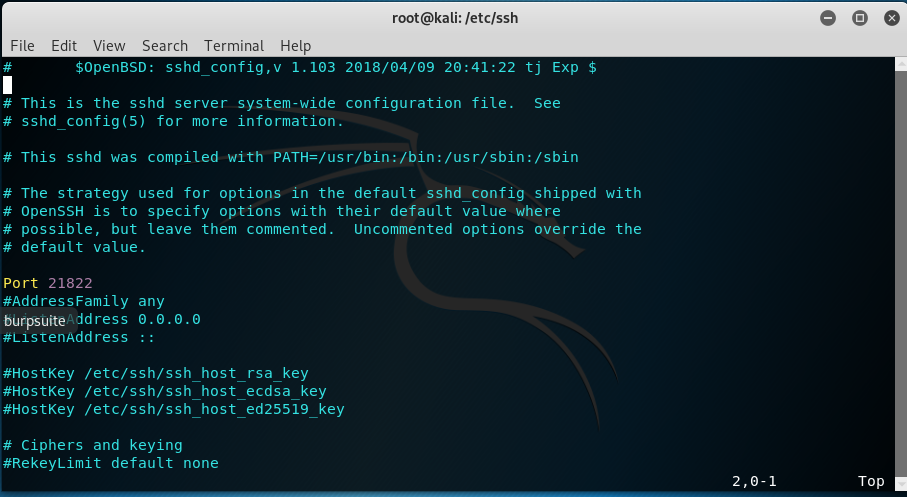 root@kali: /etc/ssh
File Edit View Search Terminal Help
#       $OpenBSD: sshd_config,v 1.103 2018/04/09 20:41:22 tj Exp $
# This is the sshd server system-wide configuration file.  See
# sshd_config(5) for more information.
# This sshd was compiled with PATH=/usr/bin:/bin:/usr/sbin:/sbin
# The strategy used for options in the default sshd_config shipped with
# OpenSSH is to specify options with their default value where
# possible, but leave them commented.  Uncommented options override the
# default value.
Port 21822
#AddressFamily any
#ListenAddress 0.0.0.0
burpsuite
#ListenAddress ::
#HostKey /etc/ssh/ssh_host_rsa_key
#HostKey /etc/ssh/ssh_host_ecdsa_key
#HostKey /etc/ssh/ssh_host_ed25519_key
# Ciphers and keying
#RekeyLimit default none
2,0-1 Top